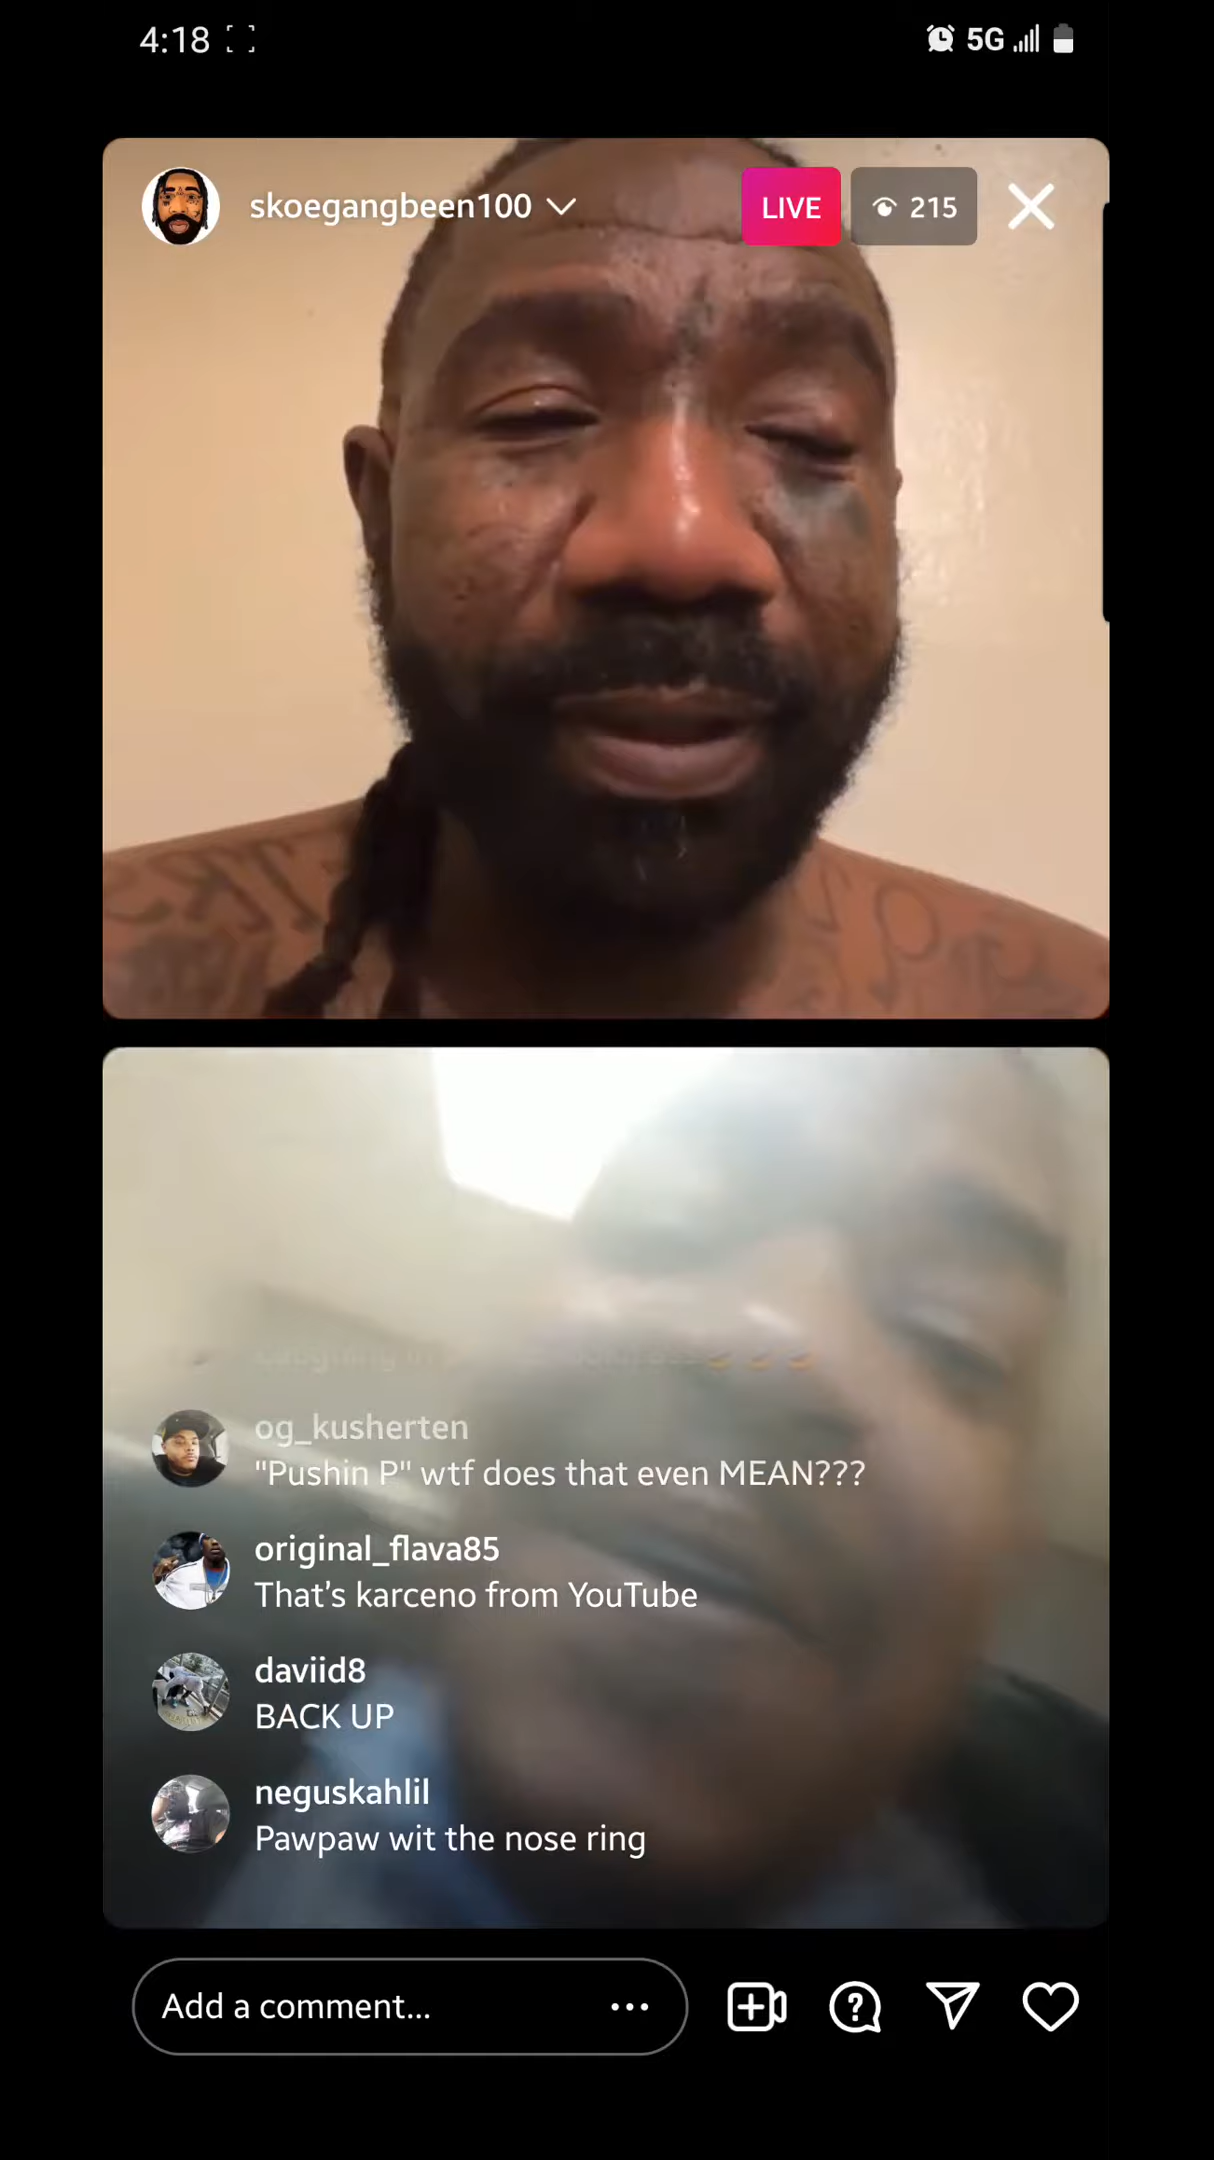 4:18
5G
skoegangbeen100
LIVE
215
og_kusherten
"Pushin P" wtf does that even MEAN???
original_flava85
That's karceno from YouTube
daviid8
BACK UP
neguskahlil
Pawpaw wit the nose ring
Add a comment...